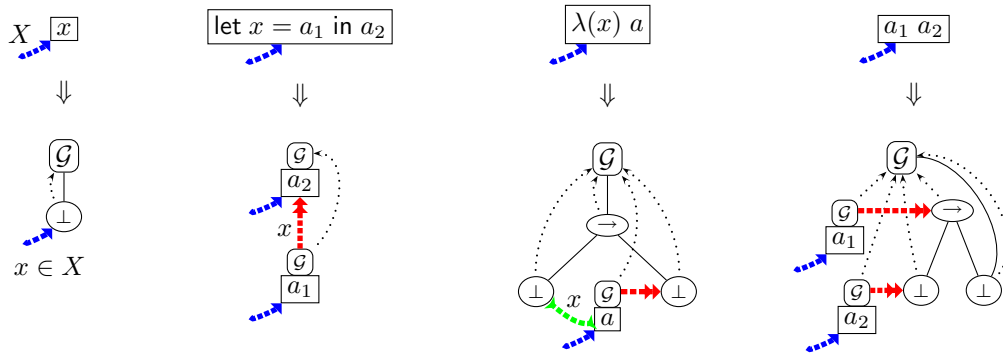 X x
let x = a₁ in a₂
λ(x) a
a₁ a₂
⇓ ⇓ ⇓ ⇓
𝒢
⊥
x ∈ X
𝒢
a₂
x
𝒢
a₁
𝒢
→
⊥ x 𝒢 ⊥
a
𝒢
𝒢 →
a₁
𝒢 ⊥ ⊥
a₂